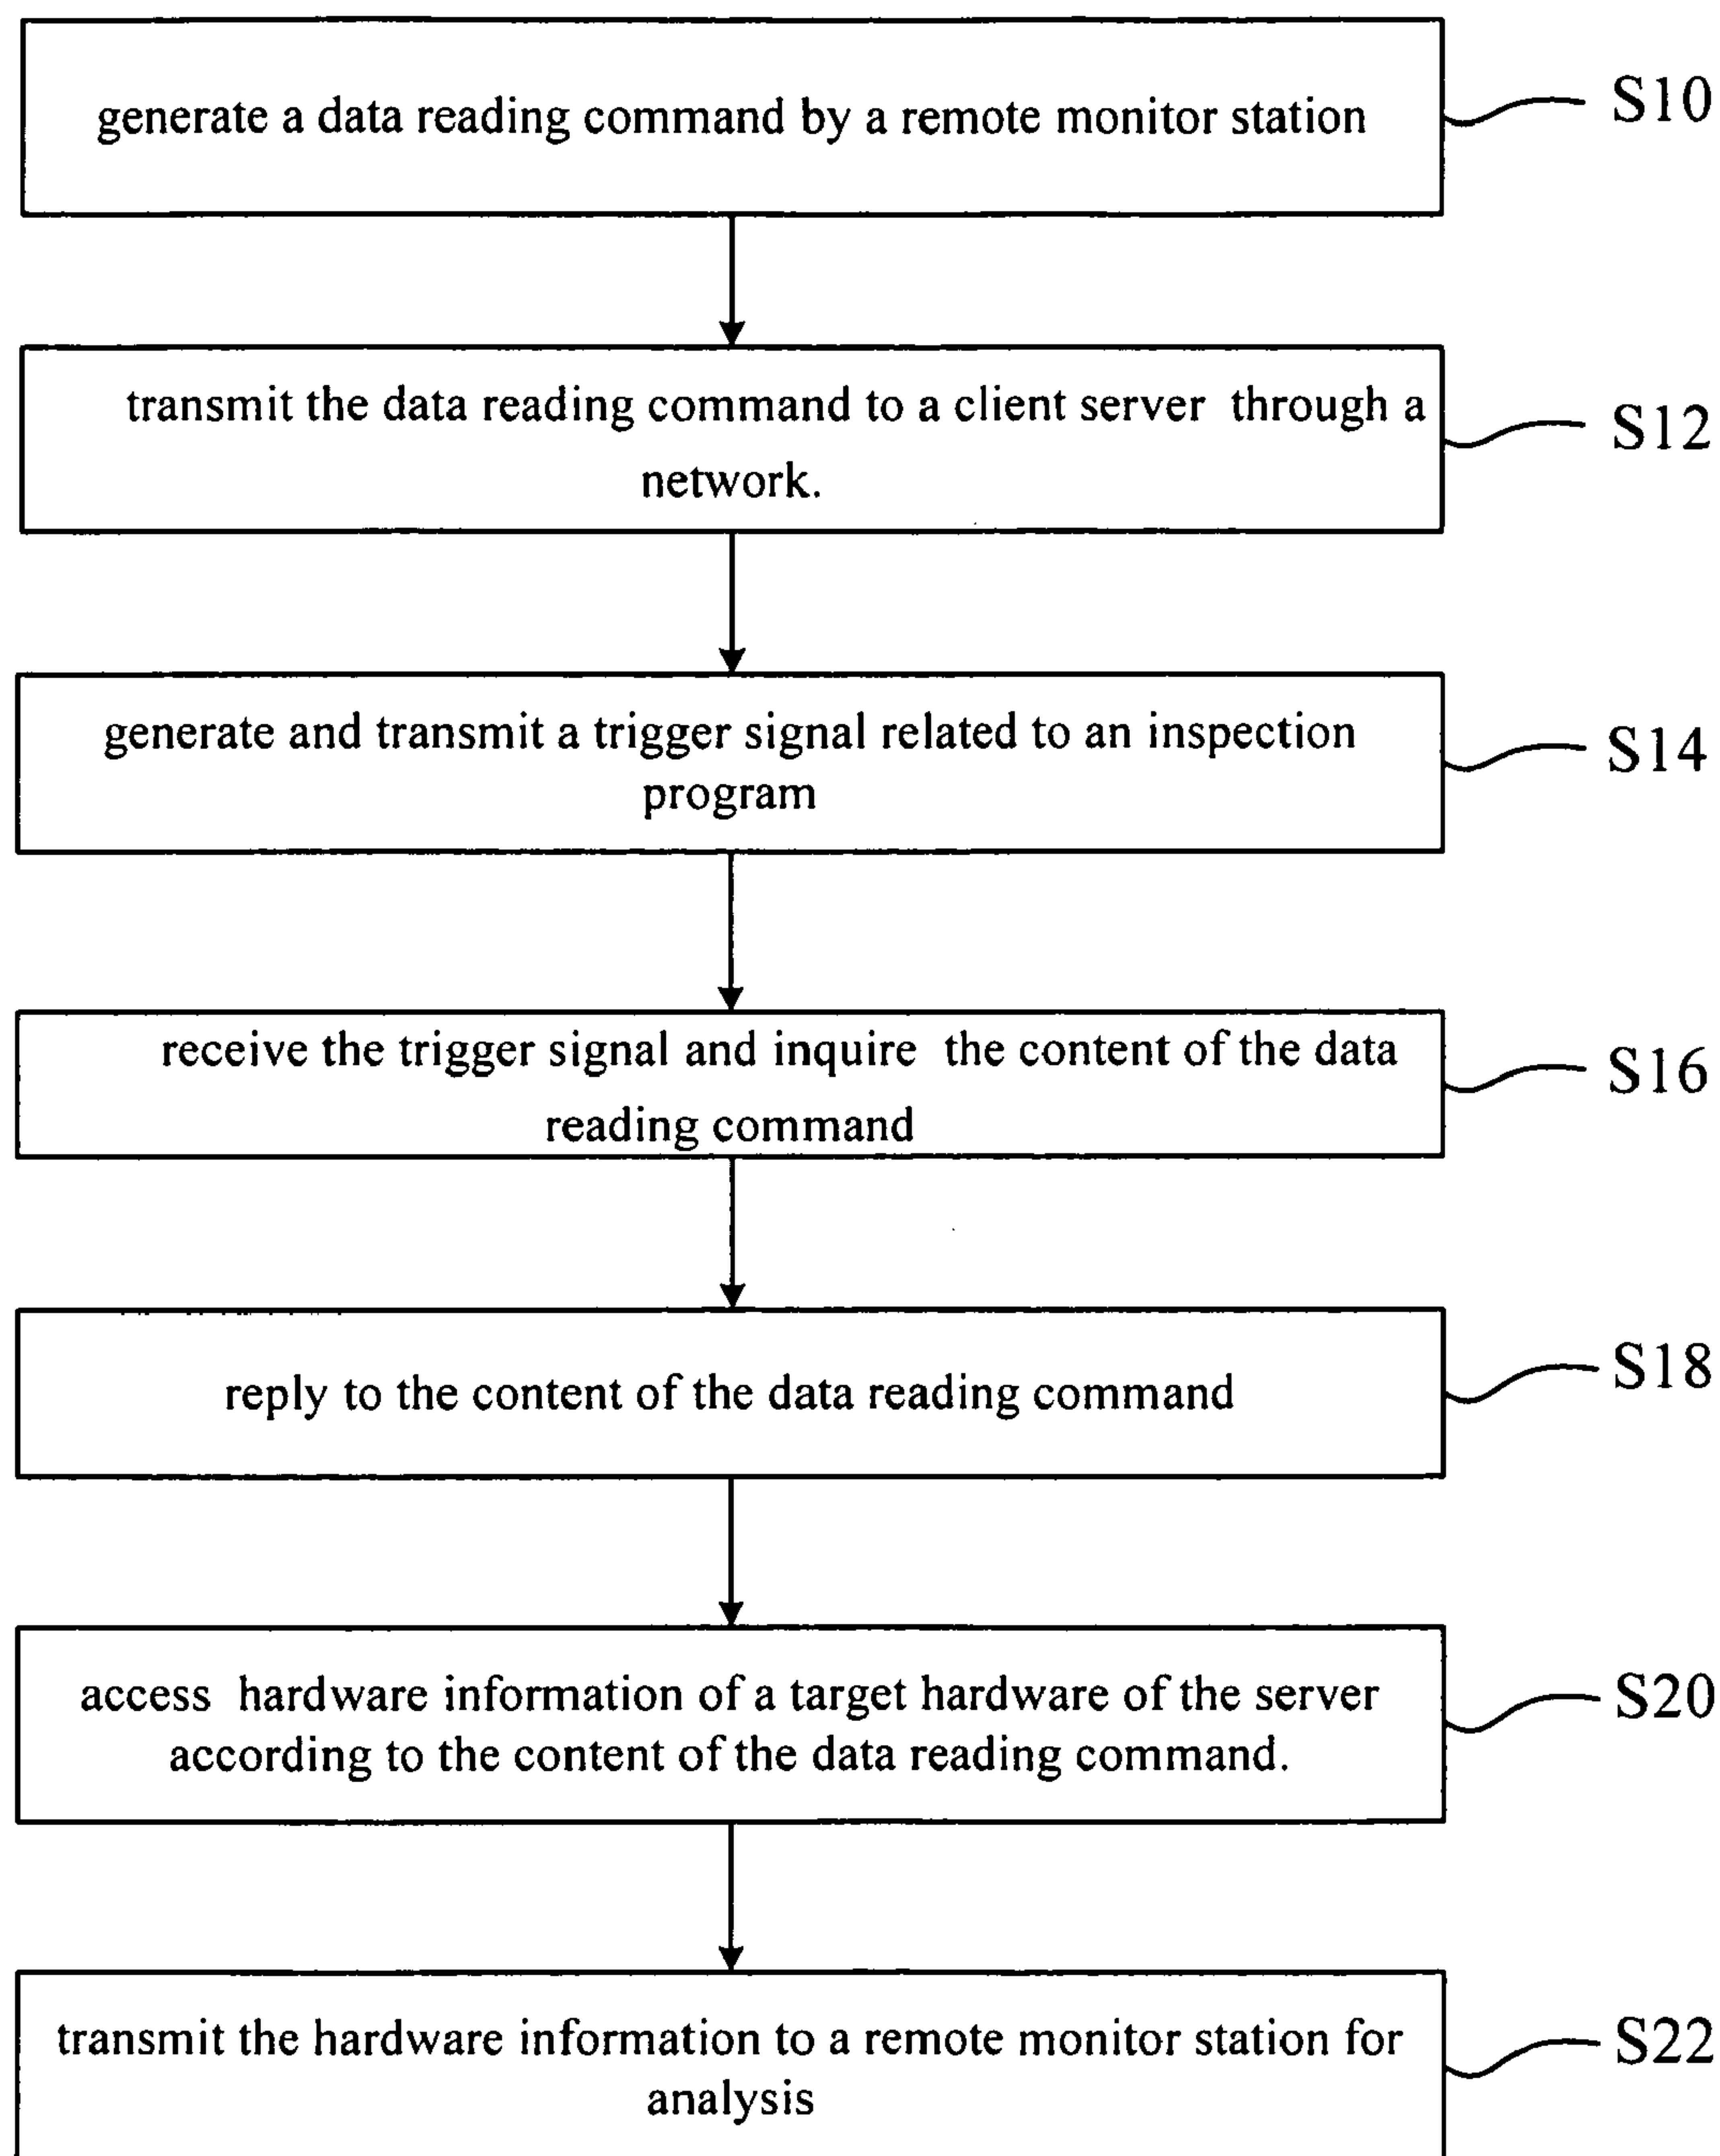 generate a data reading command by a remote monitor station
S10
transmit the data reading command to a client server through a
network.
S12
generate and transmit a trigger signal related to an inspection
program
S14
receive the trigger signal and inquire the content of the data
reading command
S16
reply to the content of the data reading command
S18
access hardware information of a target hardware of the server
according to the content of the data reading command.
S20
transmit the hardware information to a remote monitor station for
analysis
S22